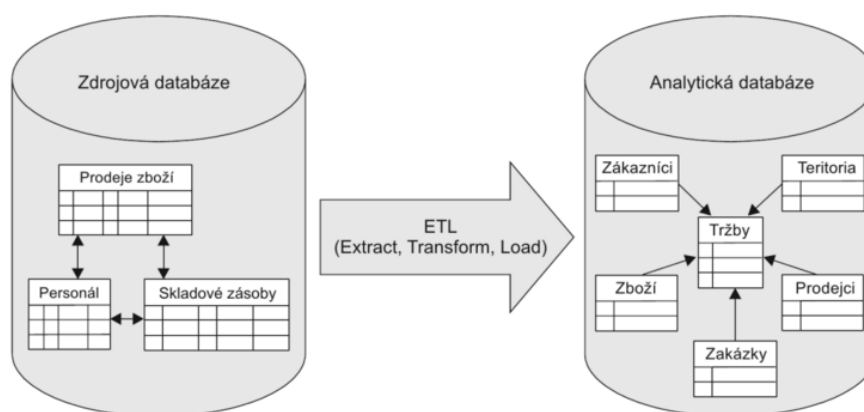 Zdrojová databáze
Prodeje zboží
Personál
Skladové zásoby
ETL
(Extract, Transform, Load)
Analytická databáze
Zákazníci
Teritoria
Tržby
Zboží
Prodejci
Zakázky